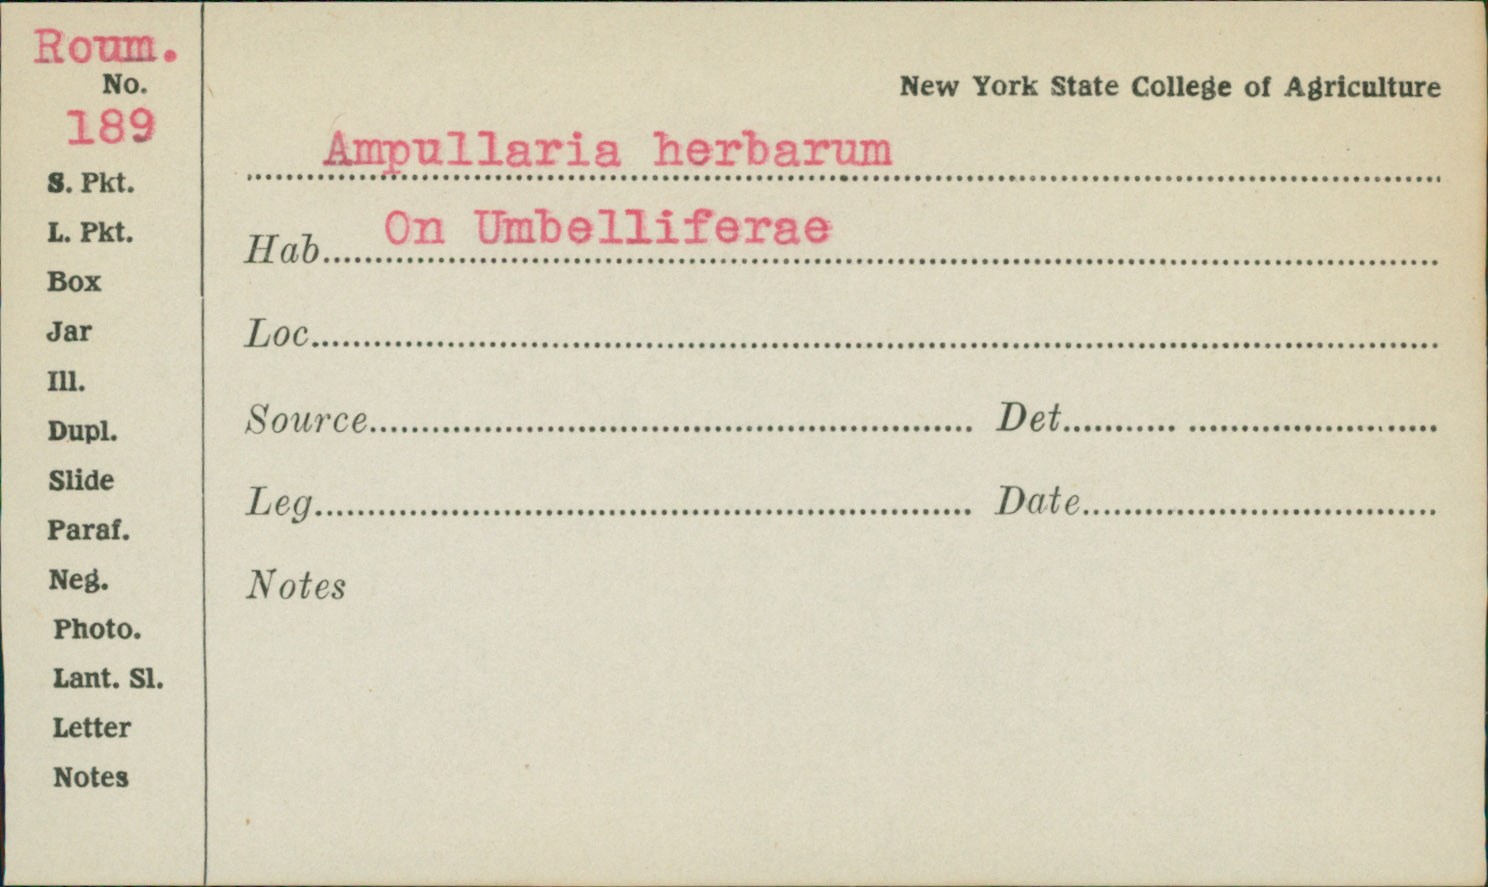 Roum.
No.
189
S. Pkt.
L. Pkt.
Box
Jar
Ill.
Dupl.
Slide
Paraf.
Neg.
Photo.
Lant. Sl.
Letter
Notes
New York State College of Agriculture
Ampullaria herbarum
Hab. On Umbelliferae
Loc.
Source Det.
Leg. Date
Notes